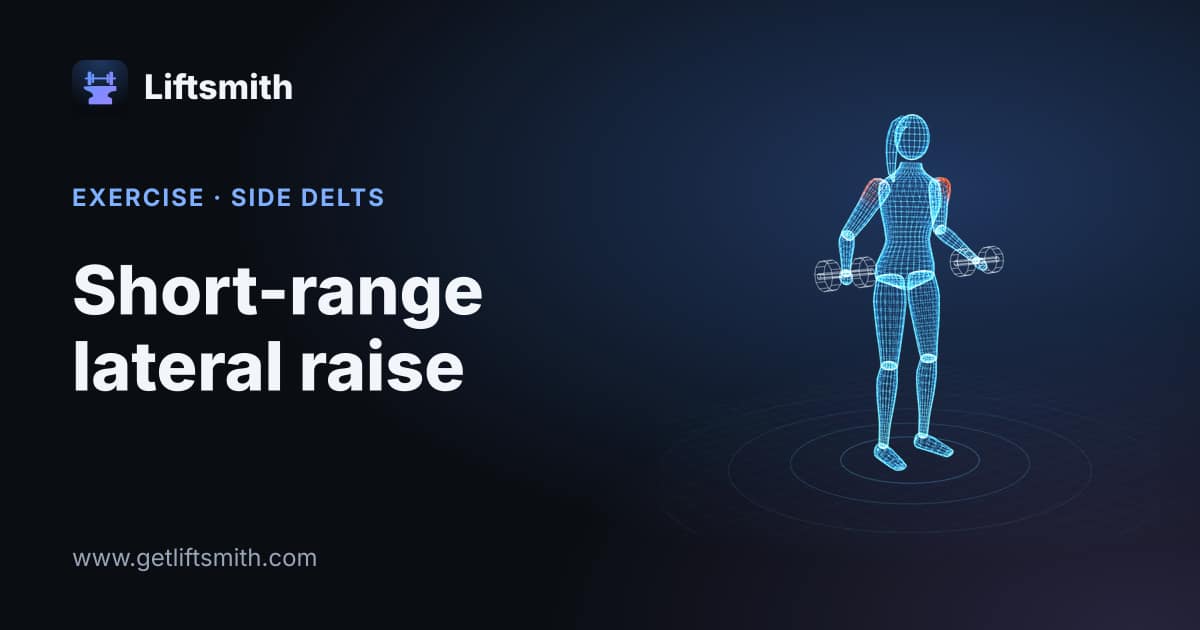 Liftsmith
EXERCISE · SIDE DELTS
Short-range
lateral raise
www.getliftsmith.com